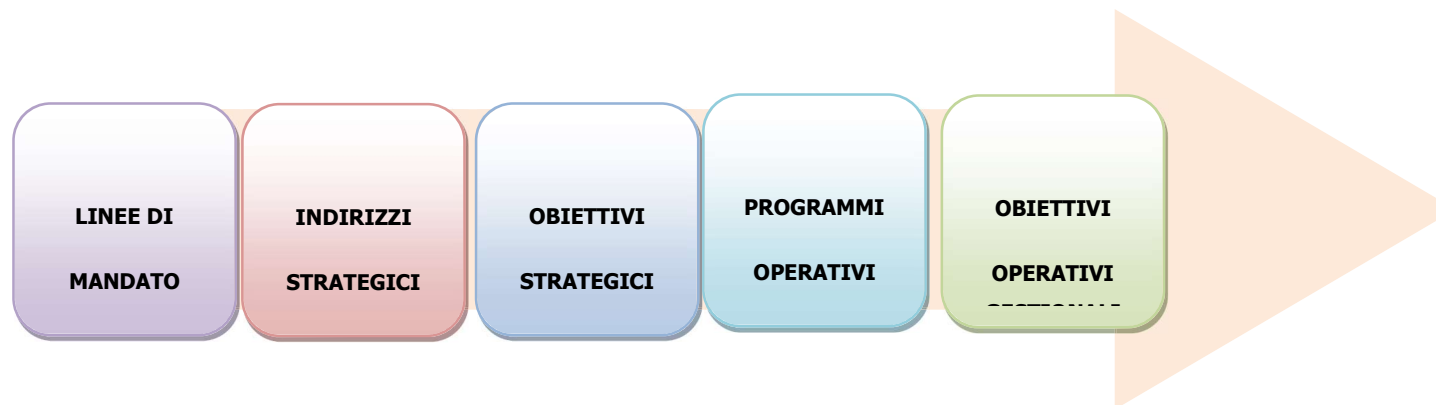 LINEE DI
MANDATO
INDIRIZZI
STRATEGICI
OBIETTIVI
STRATEGICI
PROGRAMMI
OPERATIVI
OBIETTIVI
OPERATIVI